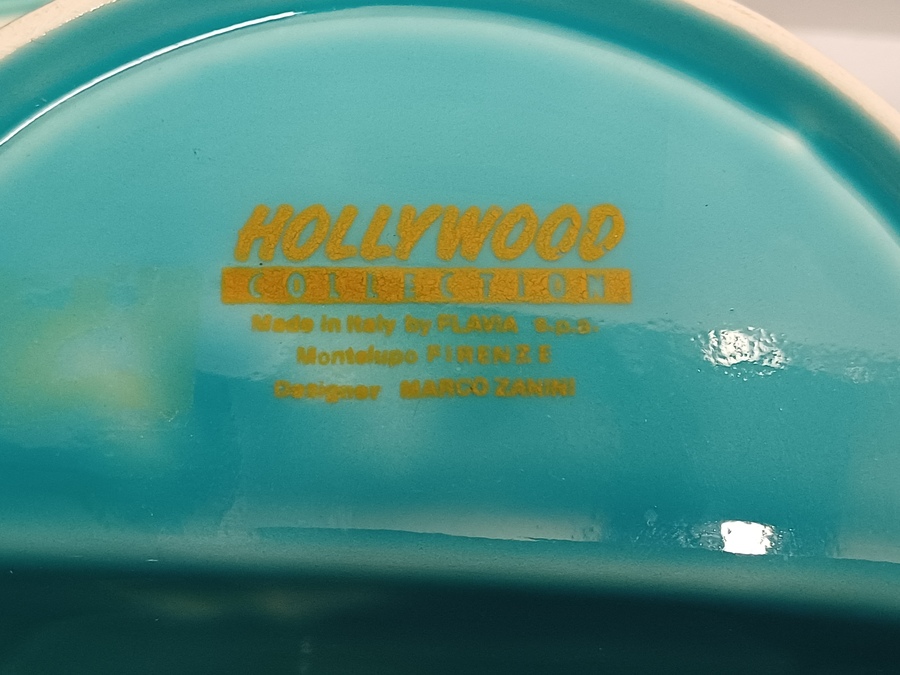 HOLLYWOOD
COLLECTION
Made in Italy by FLAVIA s.p.a.
Montelupo FIRENZE
Designer MARCO ZANINI